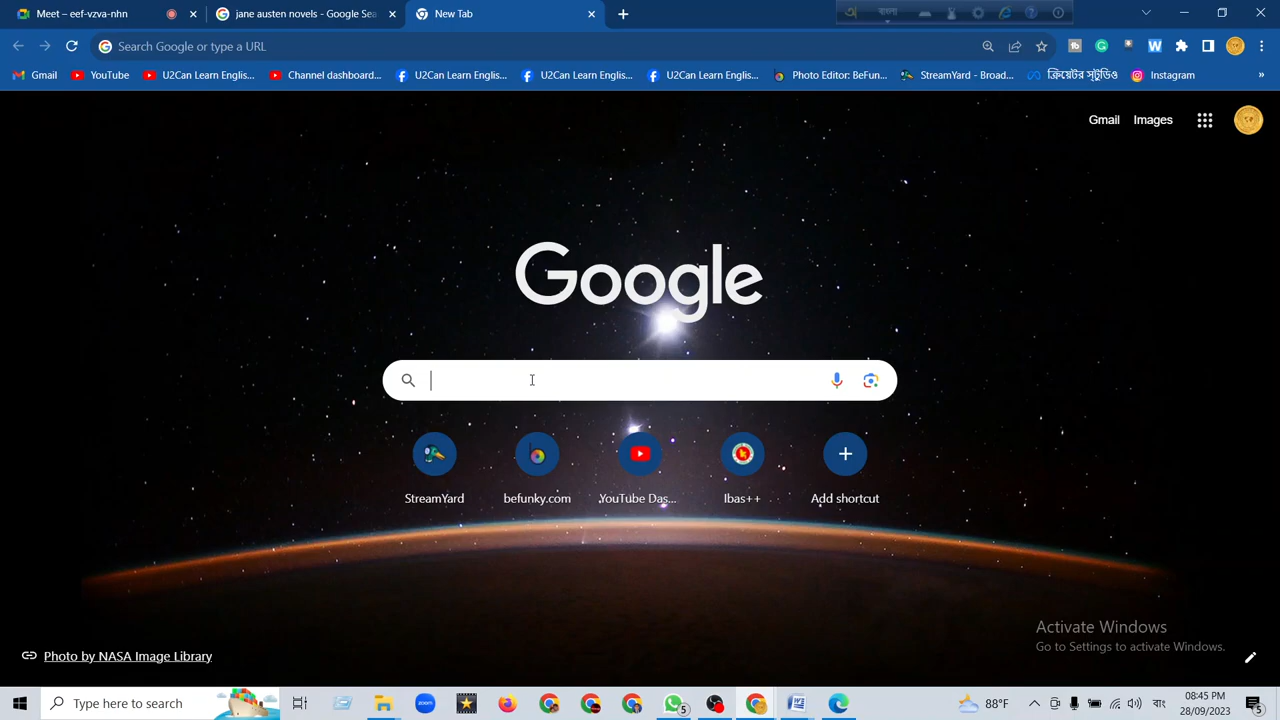 Meet – eef-vzva-nhn
jane austen novels - Google Sea
New Tab
বাংলা
Search Google or type a URL
Gmail
YouTube
U2Can Learn Englis...
Channel dashboard...
U2Can Learn Englis...
U2Can Learn Englis...
U2Can Learn Englis...
Photo Editor: BeFun...
StreamYard - Broad...
ক্রিয়েটর স্টুডিও
Instagram
»
Gmail Images
Google
StreamYard
befunky.com
YouTube Das...
Ibas++
Add shortcut
Activate Windows
Go to Settings to activate Windows.
Photo by NASA Image Library
Type here to search
zoom
5
88°F
বাং
08:45 PM
28/09/2023
5